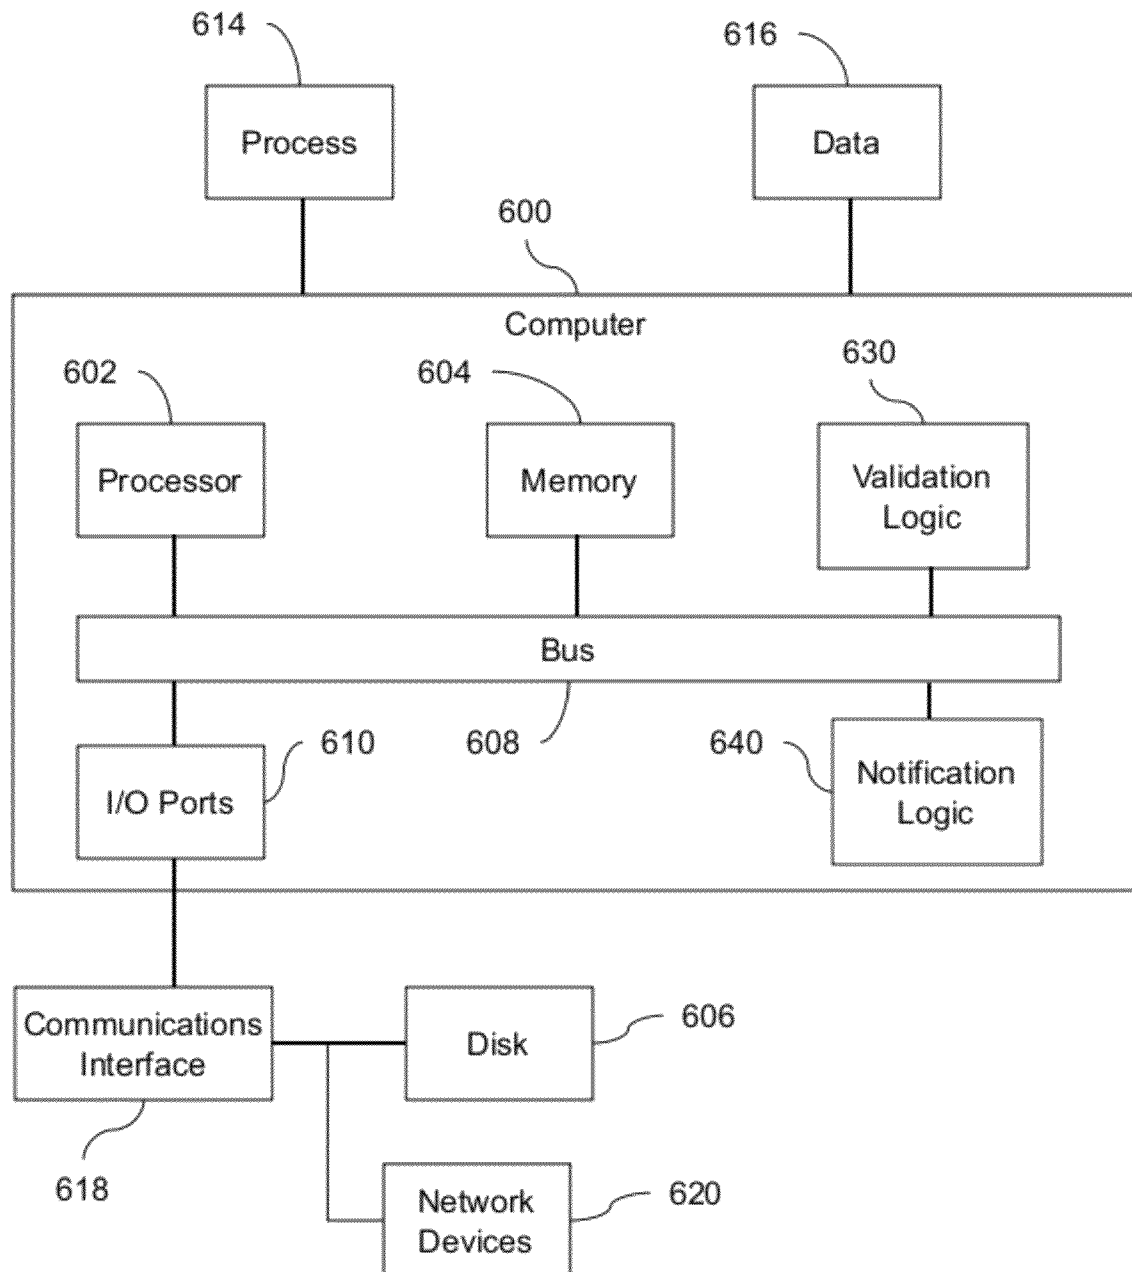 614
616
Process
Data
600
Computer
602
604
630
Processor
Memory
Validation
Logic
Bus
610
608
640
I/O Ports
Notification
Logic
Communications
Interface
Disk
606
618
Network
Devices
620